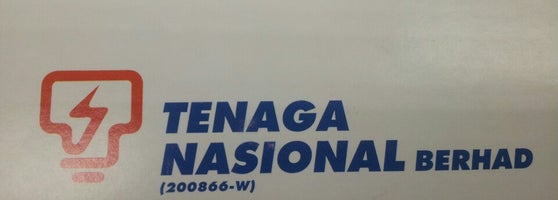 TENAGA
NASIONAL BERHAD
(200866-W)